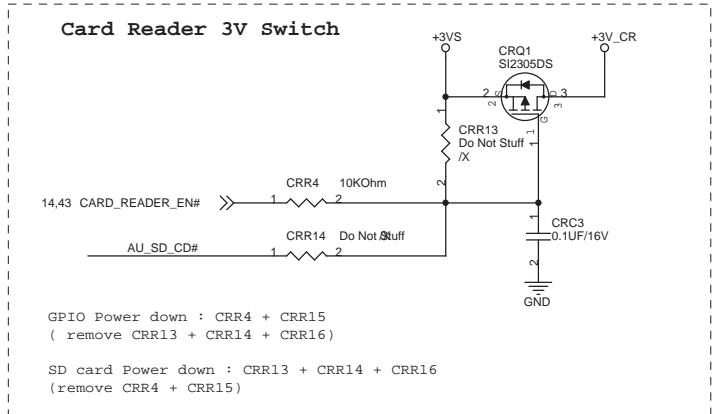 Card Reader 3V Switch
+3VS
+3V_CR
CRQ1
SI2305DS
2
2
S
D
3
3
G
1
1
1
CRR13
Do Not Stuff
/X
2
CRR4 10KOhm
14,43 CARD_READER_EN#
1
2
CRR14 Do Not Stuff
AU_SD_CD#
1
2
1
CRC3
0.1UF/16V
2
GND
GPIO Power down : CRR4 + CRR15
( remove CRR13 + CRR14 + CRR16)
SD card Power down : CRR13 + CRR14 + CRR16
(remove CRR4 + CRR15)